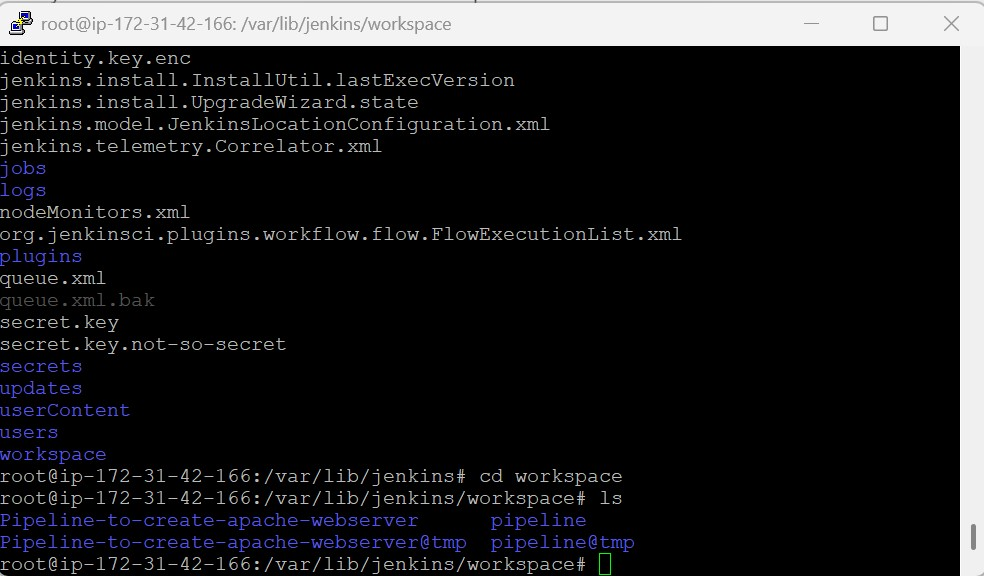 root@ip-172-31-42-166: /var/lib/jenkins/workspace
identity.key.enc
jenkins.install.InstallUtil.lastExecVersion
jenkins.install.UpgradeWizard.state
jenkins.model.JenkinsLocationConfiguration.xml
jenkins.telemetry.Correlator.xml
jobs
logs
nodeMonitors.xml
org.jenkinsci.plugins.workflow.flow.FlowExecutionList.xml
plugins
queue.xml
queue.xml.bak
secret.key
secret.key.not-so-secret
secrets
updates
userContent
users
workspace
root@ip-172-31-42-166:/var/lib/jenkins# cd workspace
root@ip-172-31-42-166:/var/lib/jenkins/workspace# ls
Pipeline-to-create-apache-webserver      pipeline
Pipeline-to-create-apache-webserver@tmp  pipeline@tmp
root@ip-172-31-42-166:/var/lib/jenkins/workspace#